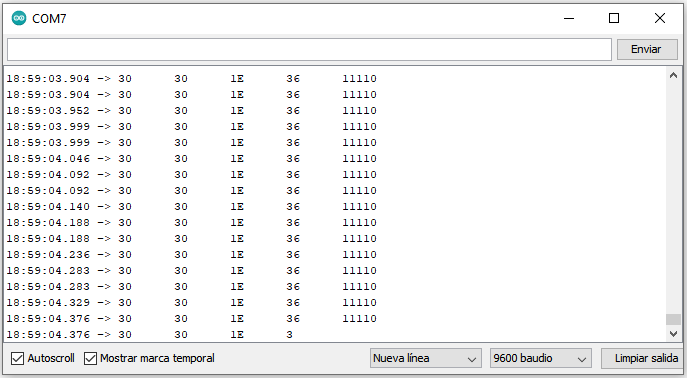 COM7
Enviar
18:59:03.904 -> 30 30 1E 36 11110
18:59:03.904 -> 30 30 1E 36 11110
18:59:03.952 -> 30 30 1E 36 11110
18:59:03.999 -> 30 30 1E 36 11110
18:59:03.999 -> 30 30 1E 36 11110
18:59:04.046 -> 30 30 1E 36 11110
18:59:04.092 -> 30 30 1E 36 11110
18:59:04.092 -> 30 30 1E 36 11110
18:59:04.140 -> 30 30 1E 36 11110
18:59:04.188 -> 30 30 1E 36 11110
18:59:04.188 -> 30 30 1E 36 11110
18:59:04.236 -> 30 30 1E 36 11110
18:59:04.283 -> 30 30 1E 36 11110
18:59:04.283 -> 30 30 1E 36 11110
18:59:04.329 -> 30 30 1E 36 11110
18:59:04.376 -> 30 30 1E 36 11110
18:59:04.376 -> 30 30 1E 3
Autoscroll Mostrar marca temporal Nueva línea 9600 baudio Limpiar salida